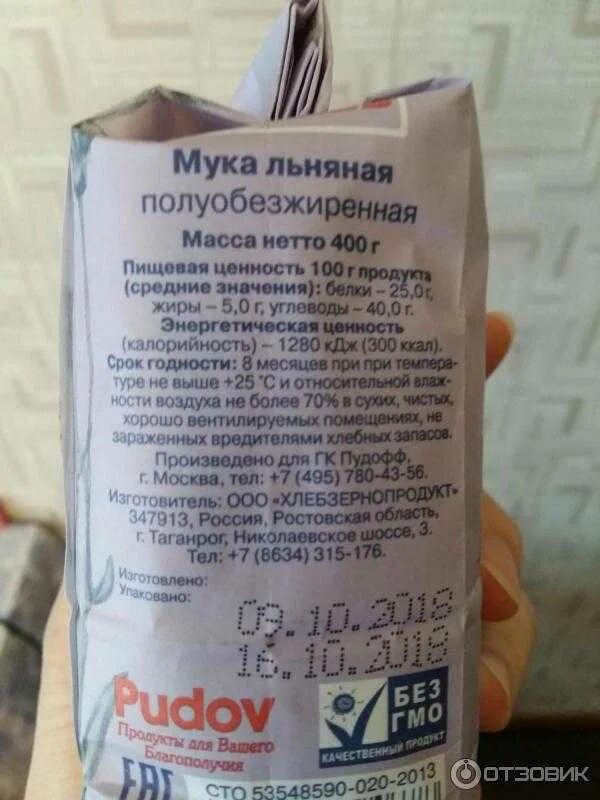 Мука льняная
полуобезжиренная
Масса нетто 400 г
Пищевая ценность 100 г продукта
(средние значения): белки – 25,0 г,
жиры – 5,0 г, углеводы – 40,0 г.
Энергетическая ценность
(калорийность) – 1280 кДж (300 ккал).
Срок годности: 8 месяцев при при темпера-
туре не выше +25 °С и относительной влаж-
ности воздуха не более 70% в сухих, чистых,
хорошо вентилируемых помещениях, не
зараженных вредителями хлебных запасов.
Произведено для ГК Пудофф,
г. Москва, тел: +7 (495) 780-43-56.
Изготовитель: ООО «ХЛЕБЗЕРНОПРОДУКТ»
347913, Россия, Ростовская область,
г. Таганрог, Николаевское шоссе, 3.
Тел: +7 (8634) 315-176.
Изготовлено:
Упаковано:
09.10.2018
16.10.2018
Pudov
Продукты для Вашего
Благополучия
БЕЗ
ГМО
КАЧЕСТВЕННЫЙ ПРОДУКТ
EAC
СТО 53548590-020-2013
ОТЗОВИК